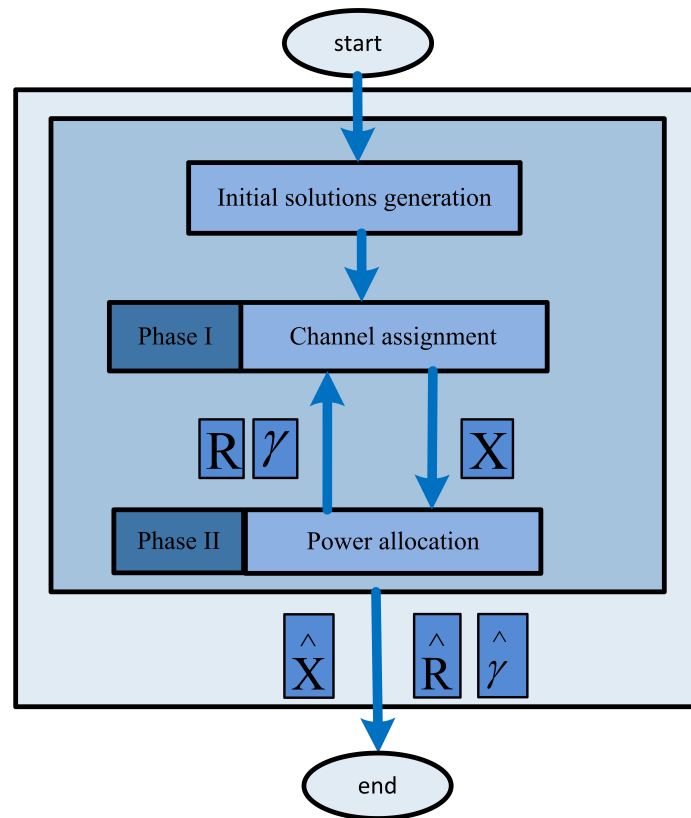 start
Initial solutions generation
Phase I Channel assignment
R γ X
Phase II Power allocation
X̂ R̂ γ̂
end